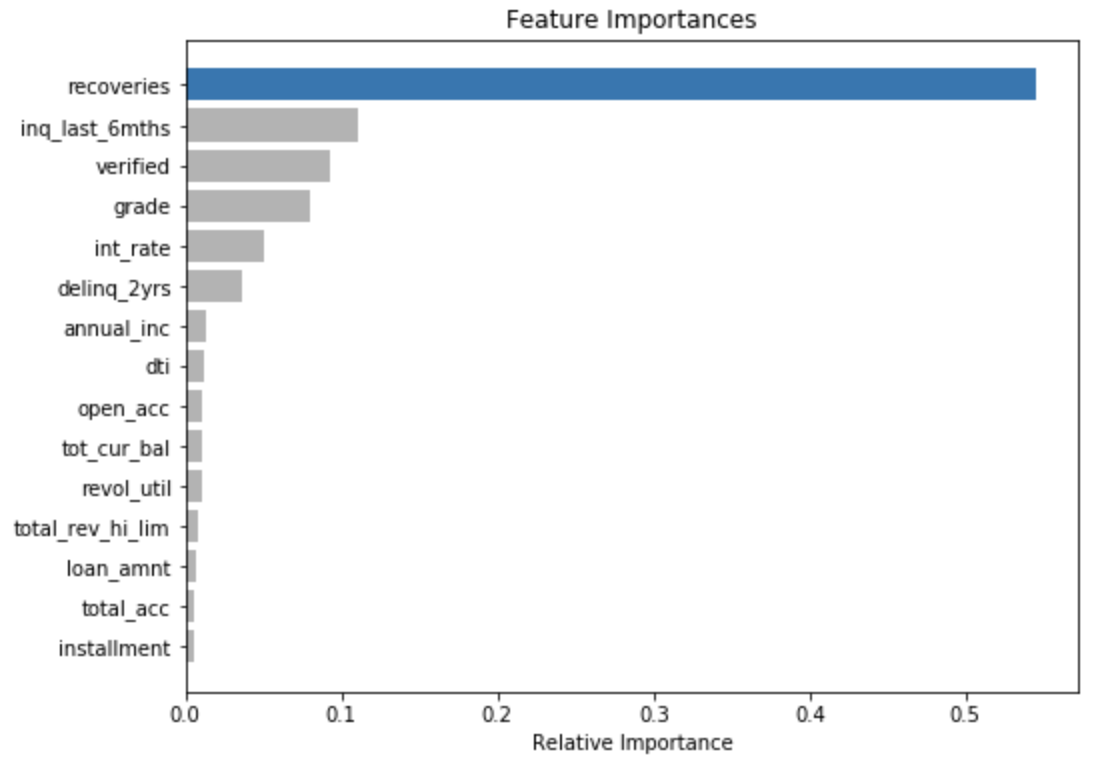 Feature Importances
recoveries
inq_last_6mths
verified
grade
int_rate
delinq_2yrs
annual_inc
dti
open_acc
tot_cur_bal
revol_util
total_rev_hi_lim
loan_amnt
total_acc
installment
0.0 0.1 0.2 0.3 0.4 0.5
Relative Importance